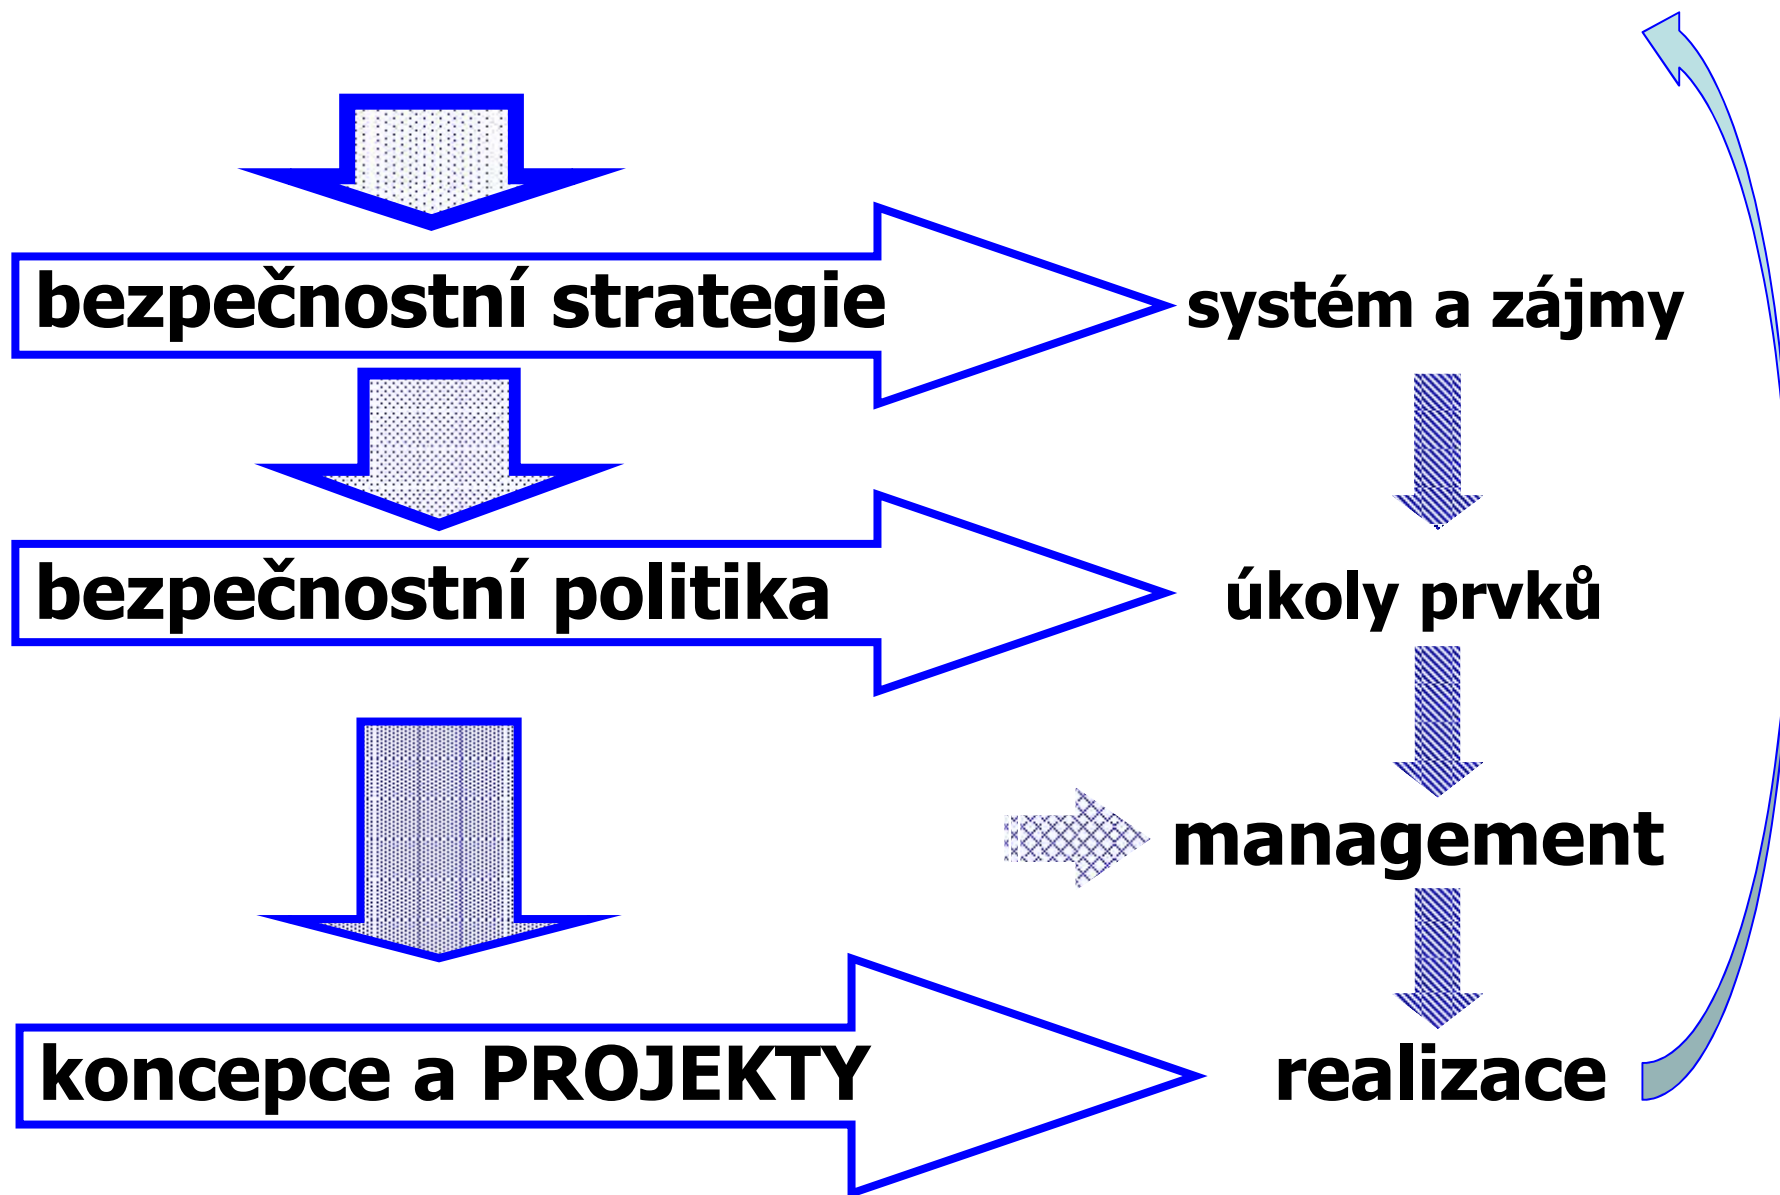 bezpečnostní strategie
systém a zájmy
bezpečnostní politika
úkoly prvků
management
koncepce a PROJEKTY
realizace